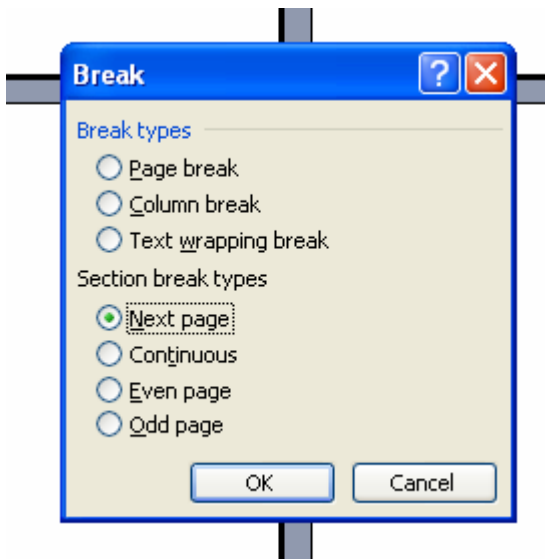 Break
Break types
Page break
Column break
Text wrapping break
Section break types
Next page
Continuous
Even page
Odd page
OK Cancel